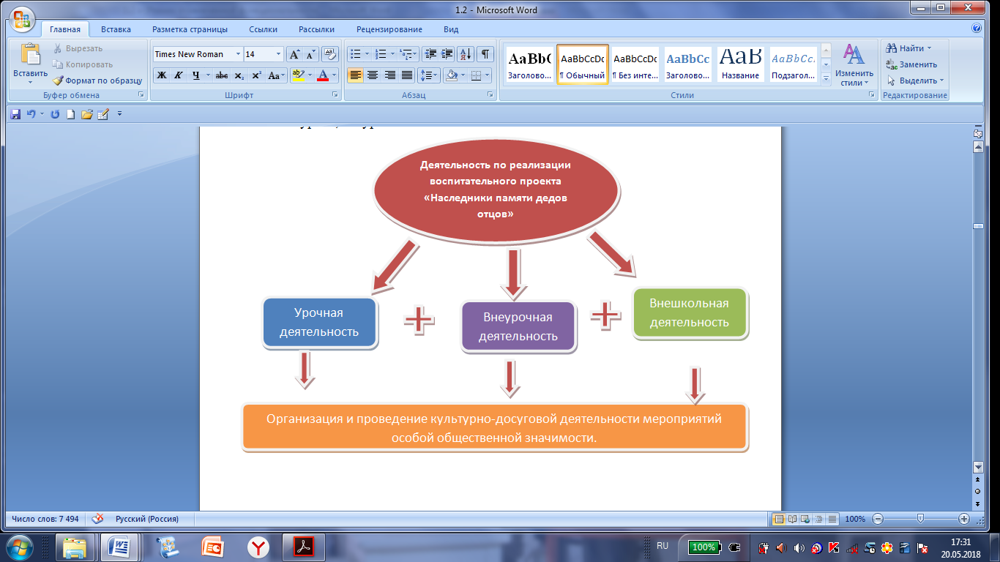 1.2 - Microsoft Word
Главная Вставка Разметка страницы Ссылки Рассылки Рецензирование Вид
Вставить
Вырезать
Копировать
Формат по образцу
Буфер обмена
Times New Roman 14
Ж К Ч abc x₂ x² Aa
Шрифт
Абзац
AaBbC AaBbCcDc AaBbCcDc AaBbCc AaB AaBbCc.
Заголово... ¶ Обычный ¶ Без инте... Заголово... Название Подзагол...
Изменить
стили
Стили
Найти
Заменить
Выделить
Редактирование
Деятельность по реализации
воспитательного проекта
«Наследники памяти дедов
отцов»
Урочная
деятельность
Внеурочная
деятельность
Внешкольная
деятельность
Организация и проведение культурно-досуговой деятельности мероприятий
особой общественной значимости.
Число слов: 7 494 Русский (Россия) 100%
RU 100% 17:31
20.05.2018